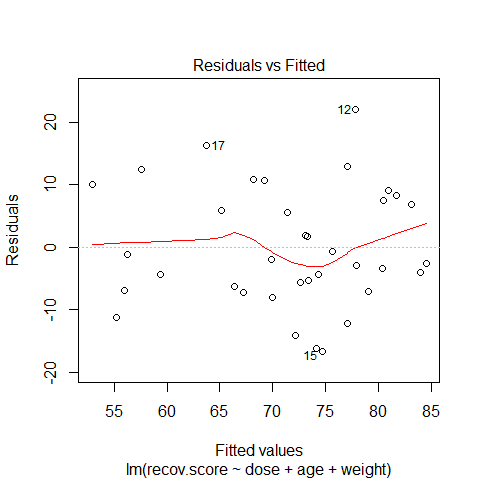 Residuals vs Fitted
Residuals
20
10
0
-10
-20
12
17
15
55 60 65 70 75 80 85
Fitted values
lm(recov.score ~ dose + age + weight)